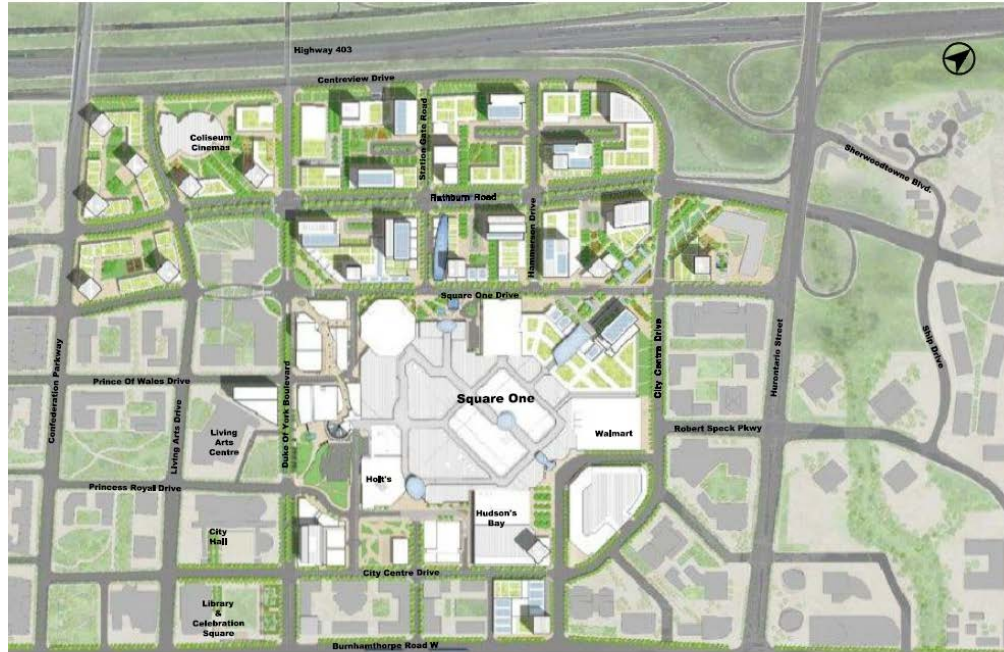 Highway 403
Centreview Drive
Coliseum
Cinemas
Station Gate Road
Sherwoodtowne Blvd.
Rathburn Road
Hammerson Drive
Square One Drive
Confederation Parkway
Living Arts Drive
Duke Of York Boulevard
City Centre Drive
Hurontario Street
Ship Drive
Prince Of Wales Drive
Square One
Living
Arts
Centre
Walmart
Robert Speck Pkwy
Holt's
Princess Royal Drive
Hudson's
Bay
City
Hall
City Centre Drive
Library
&
Celebration
Square
Burnhamthorpe Road W